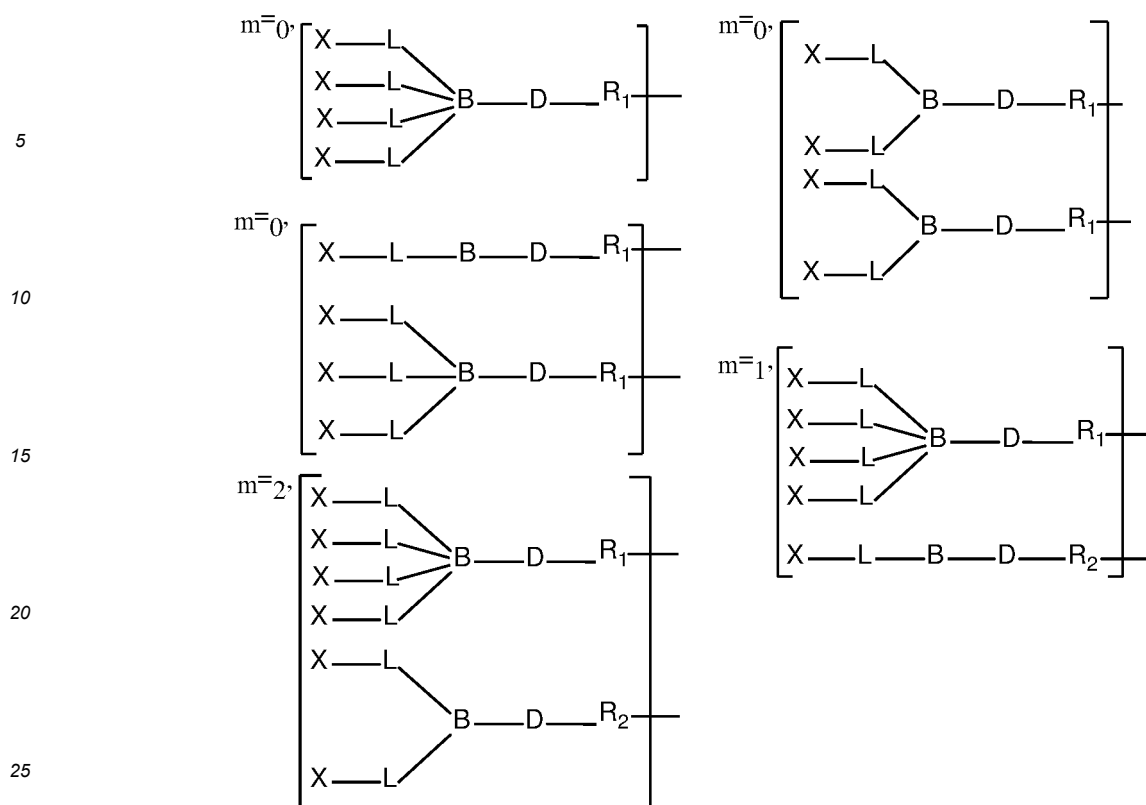 m=0, X L
X L B D R1
X L
X L
m=0, X L
B D R1
X L
X L
B D R1
X L
5
m=0, X L B D R1
X L
X L B D R1
X L
10
m=1, X L
X L B D R1
X L
X L
X L B D R2
15
m=2, X L
X L B D R1
X L
X L
20
X L
B D R2
X L
25